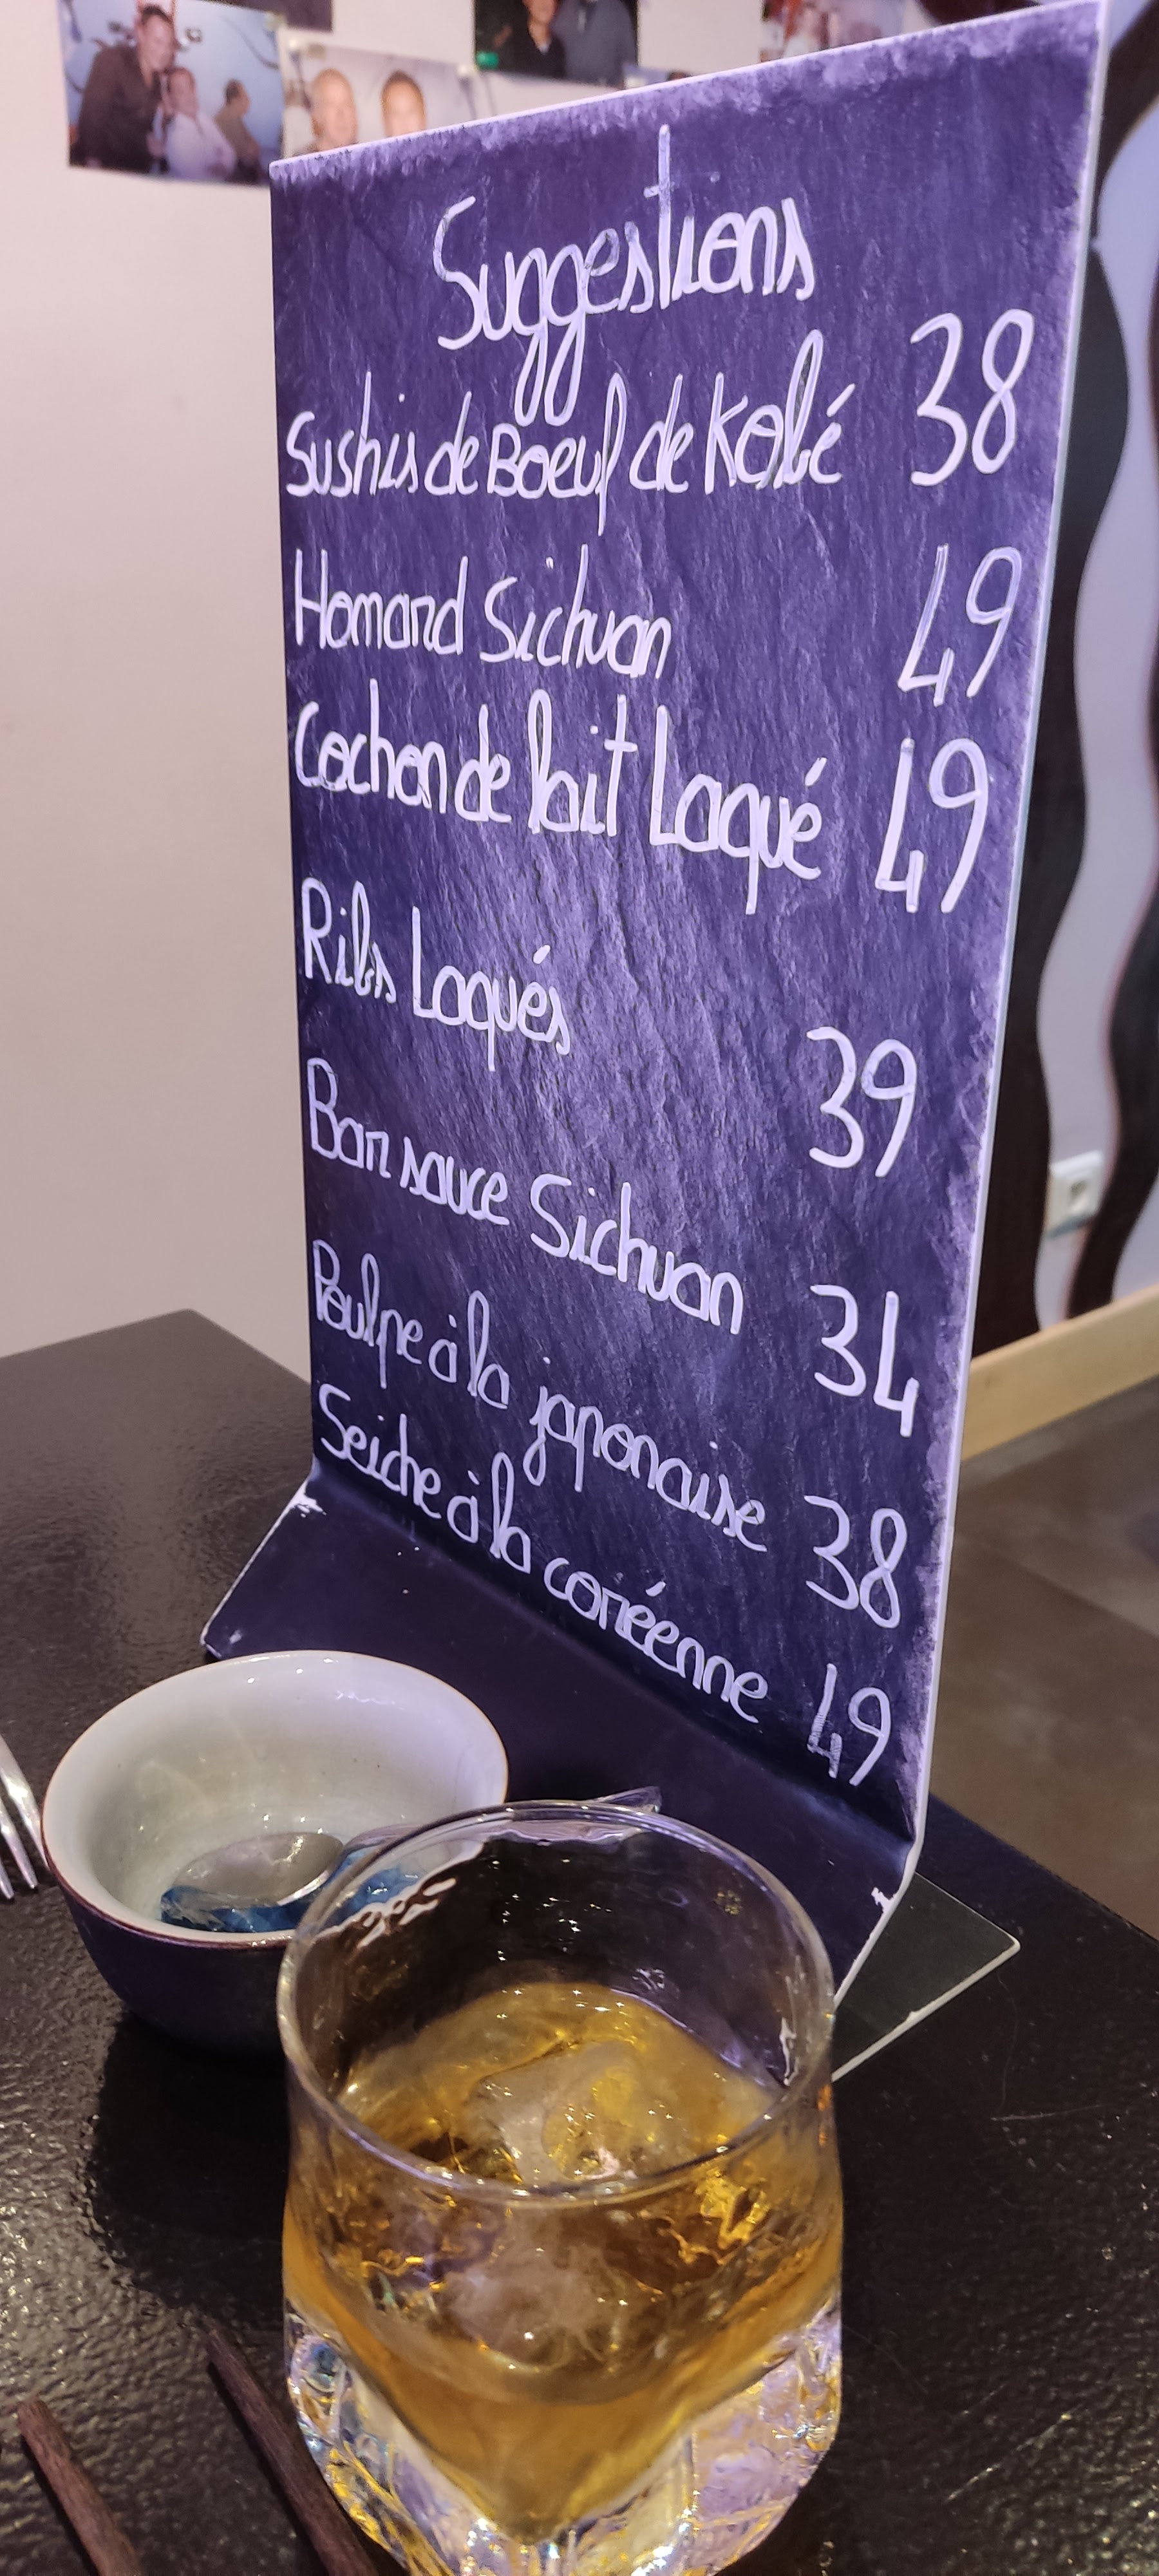 Suggestions
Sushis de Boeuf de Kobé 38
Homard Sichuan 49
Cochon de lait Laqué 49
Ribs Laqués 39
Bar sauce Sichuan 34
Poulpe à la japonaise 38
Seiche à la coréenne 49